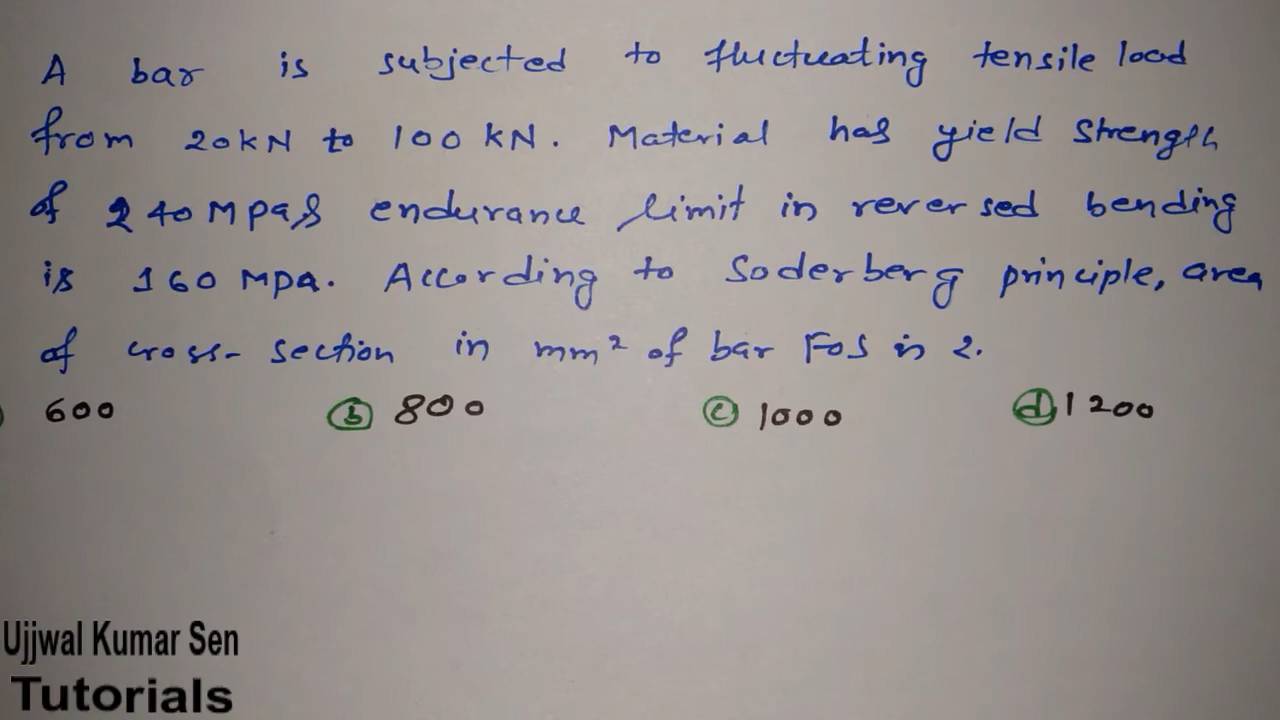 A bar is subjected to fluctuating tensile load
from 20kN to 100 kN. Material has yield Strength
of 240 Mpa & endurance limit in reversed bending
is 160 Mpa. According to Soderberg principle, area
of cross-section in mm² of bar FOS is 2.
600 (b) 800 (c) 1000 (d) 1200
Ujjwal Kumar Sen
Tutorials